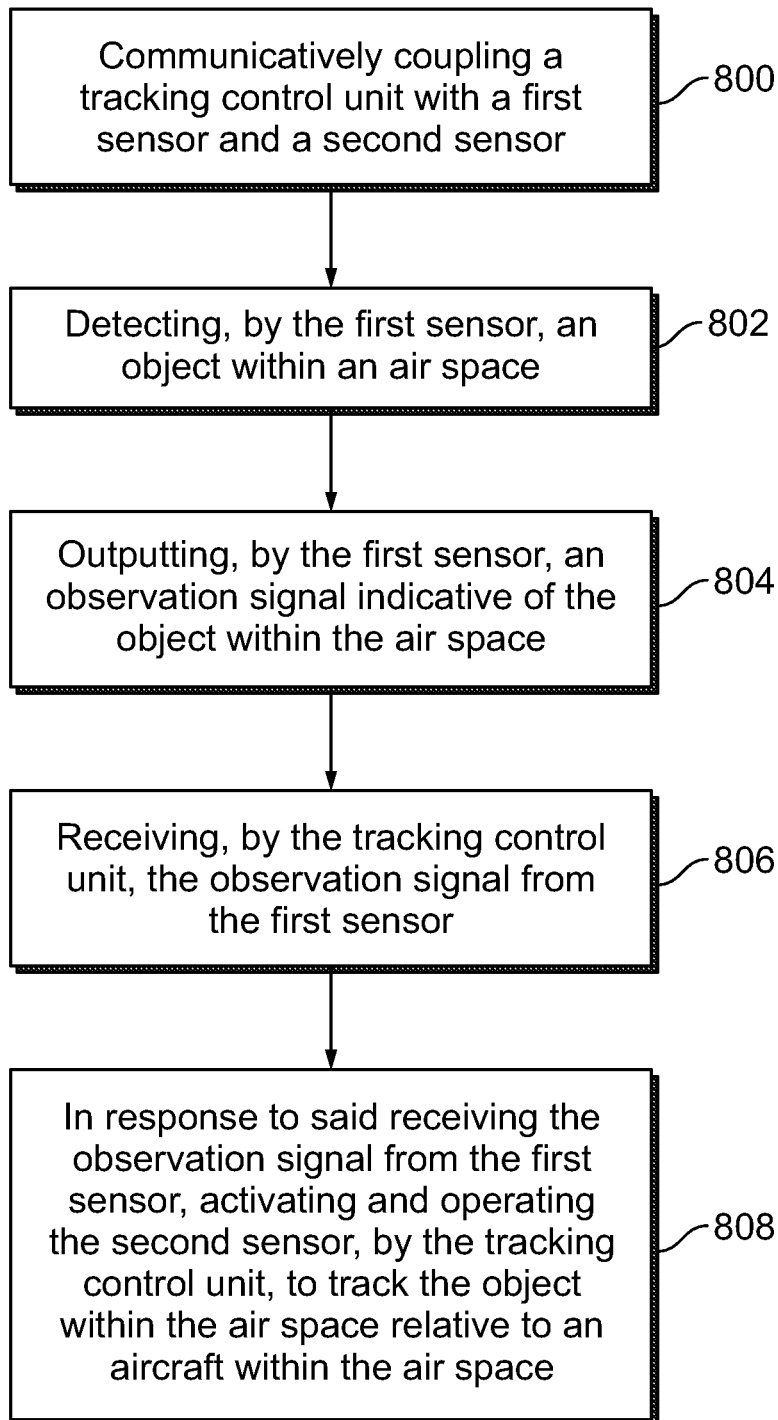 Communicatively coupling a
tracking control unit with a first
sensor and a second sensor
800
Detecting, by the first sensor, an
object within an air space
802
Outputting, by the first sensor, an
observation signal indicative of the
object within the air space
804
Receiving, by the tracking control
unit, the observation signal from
the first sensor
806
In response to said receiving the
observation signal from the first
sensor, activating and operating
the second sensor, by the tracking
control unit, to track the object
within the air space relative to an
aircraft within the air space
808